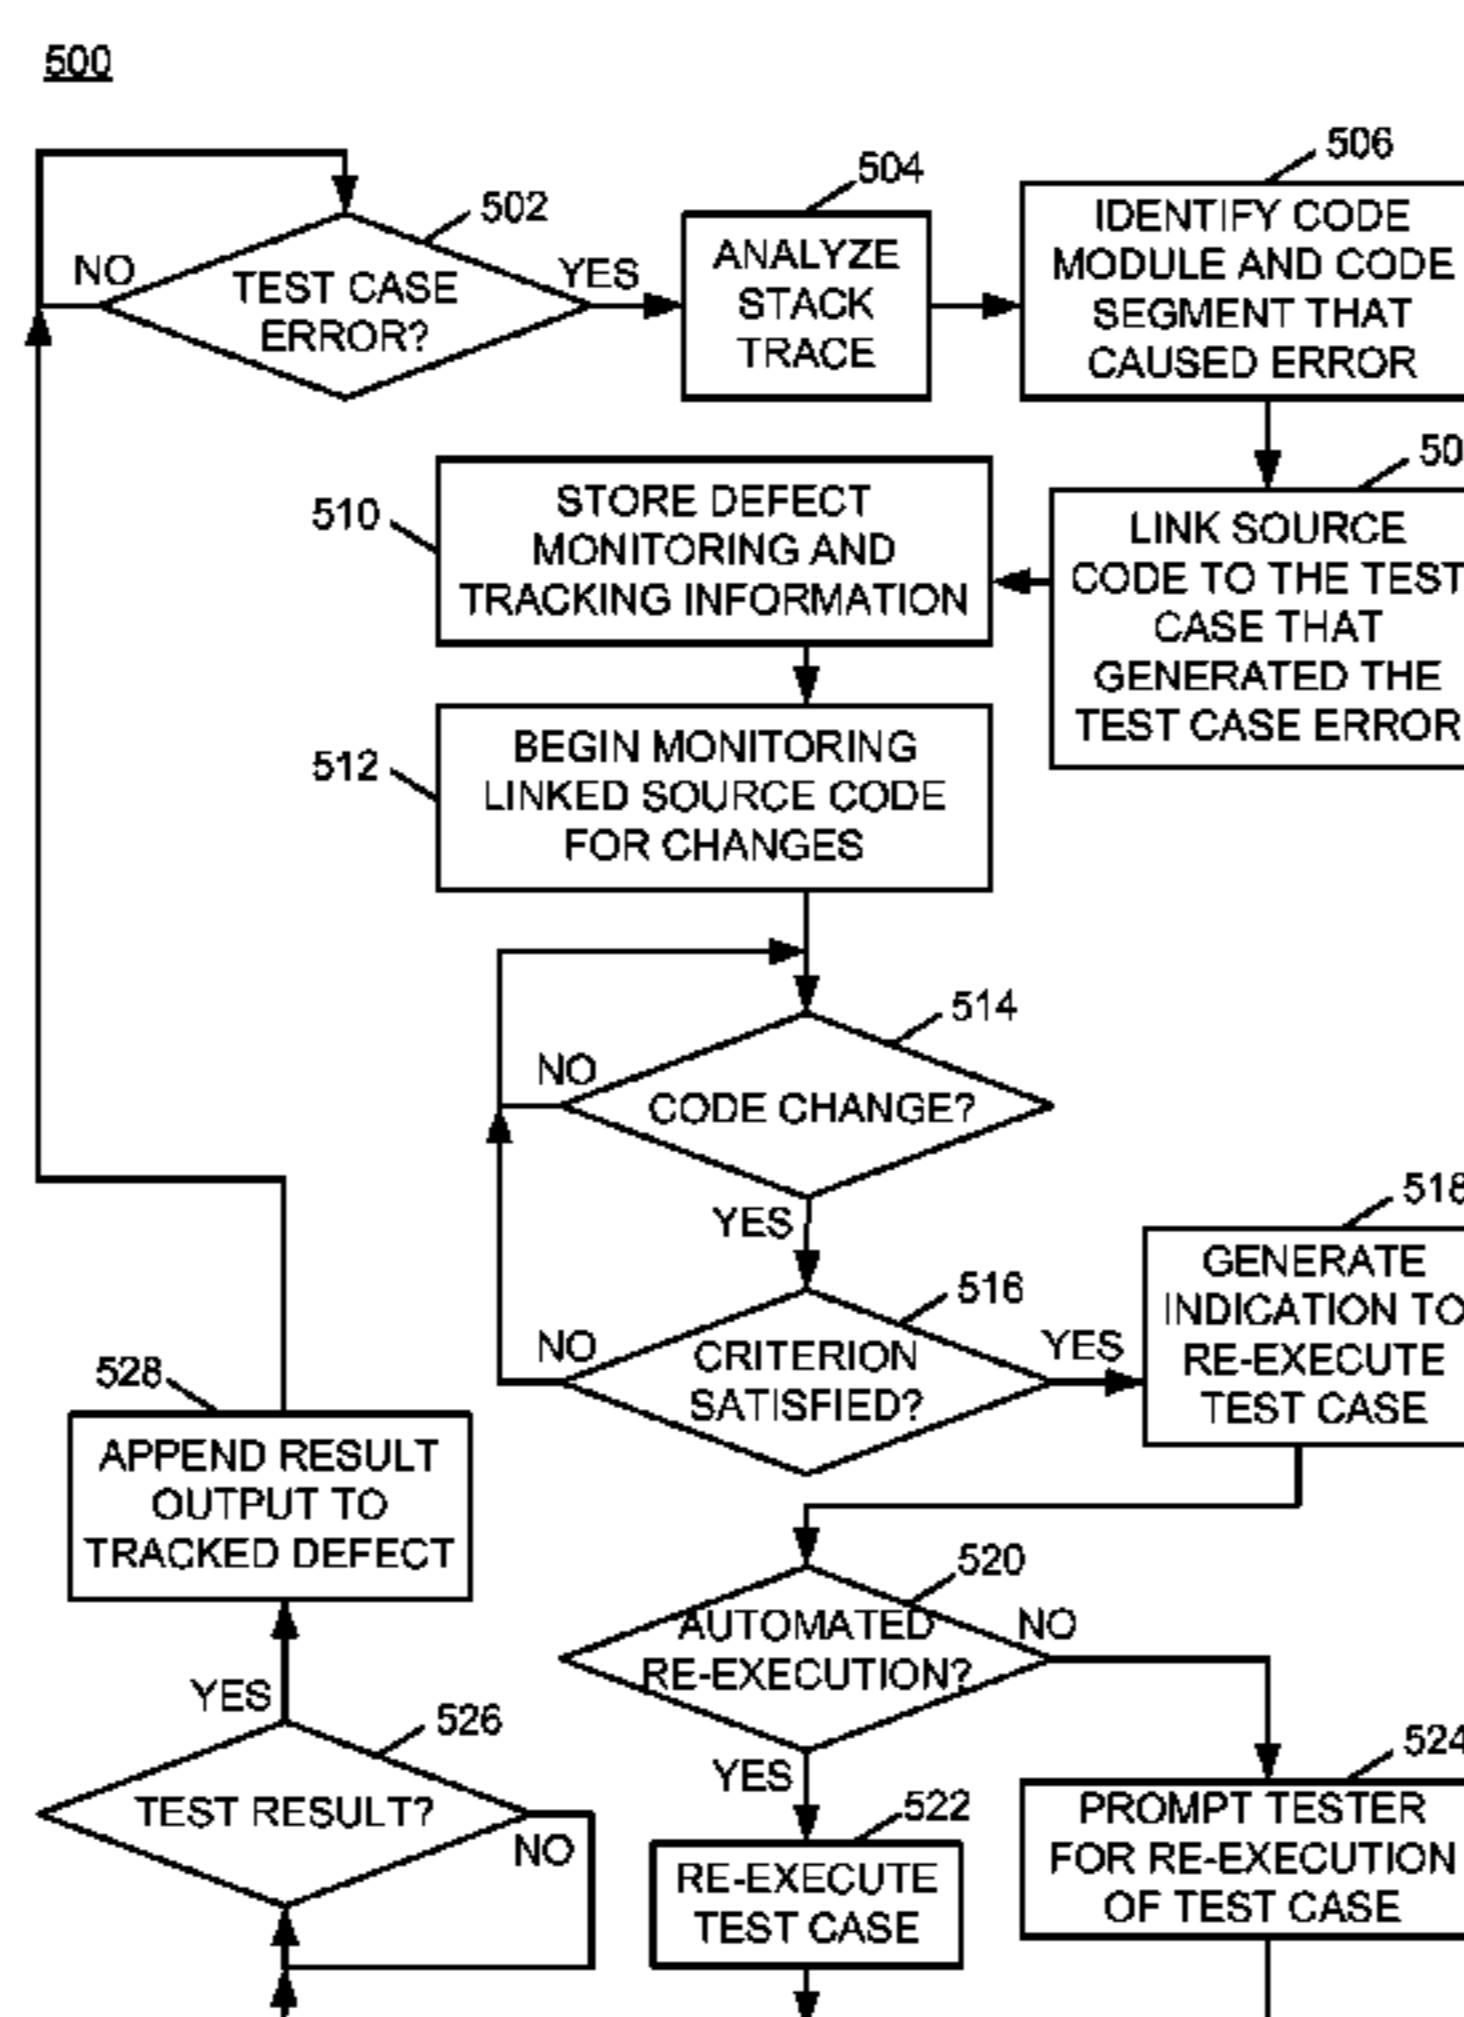 500
502
NO
TEST CASE
ERROR?
YES
504
ANALYZE
STACK
TRACE
506
IDENTIFY CODE
MODULE AND CODE
SEGMENT THAT
CAUSED ERROR
50
LINK SOURCE
CODE TO THE TEST
CASE THAT
GENERATED THE
TEST CASE ERROR
510
STORE DEFECT
MONITORING AND
TRACKING INFORMATION
512
BEGIN MONITORING
LINKED SOURCE CODE
FOR CHANGES
514
NO
CODE CHANGE?
YES
516
NO
CRITERION
SATISFIED?
YES
518
GENERATE
INDICATION TO
RE-EXECUTE
TEST CASE
520
AUTOMATED
RE-EXECUTION?
NO
YES
522
RE-EXECUTE
TEST CASE
524
PROMPT TESTER
FOR RE-EXECUTION
OF TEST CASE
526
TEST RESULT?
NO
YES
528
APPEND RESULT
OUTPUT TO
TRACKED DEFECT